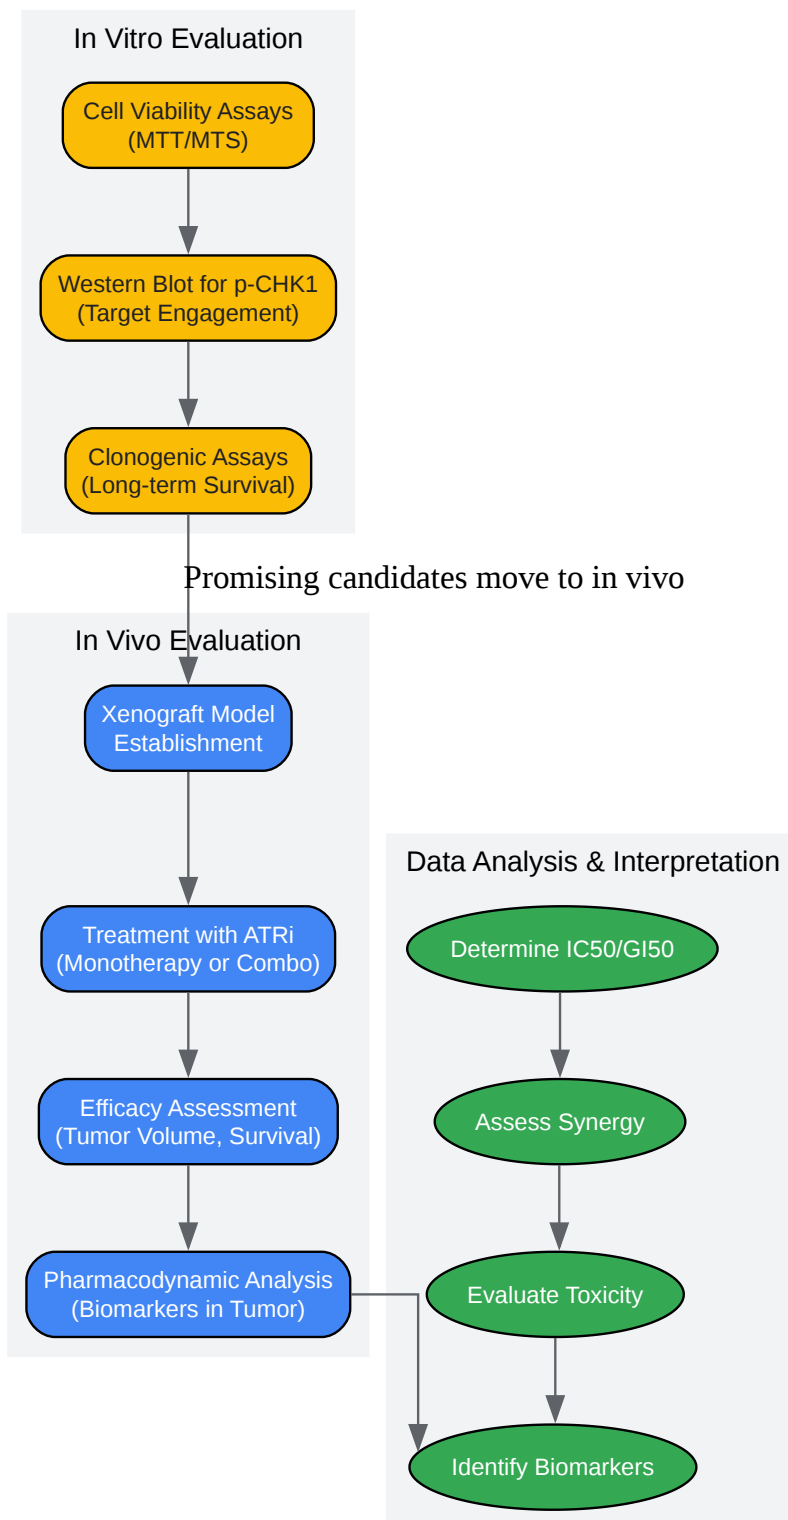 In Vitro Evaluation
Cell Viability Assays
(MTT/MTS)
Western Blot for p-CHK1
(Target Engagement)
Clonogenic Assays
(Long-term Survival)
Promising candidates move to in vivo
In Vivo Evaluation
Xenograft Model
Establishment
Treatment with ATRi
(Monotherapy or Combo)
Efficacy Assessment
(Tumor Volume, Survival)
Pharmacodynamic Analysis
(Biomarkers in Tumor)
Data Analysis & Interpretation
Determine IC50/GI50
Assess Synergy
Evaluate Toxicity
Identify Biomarkers